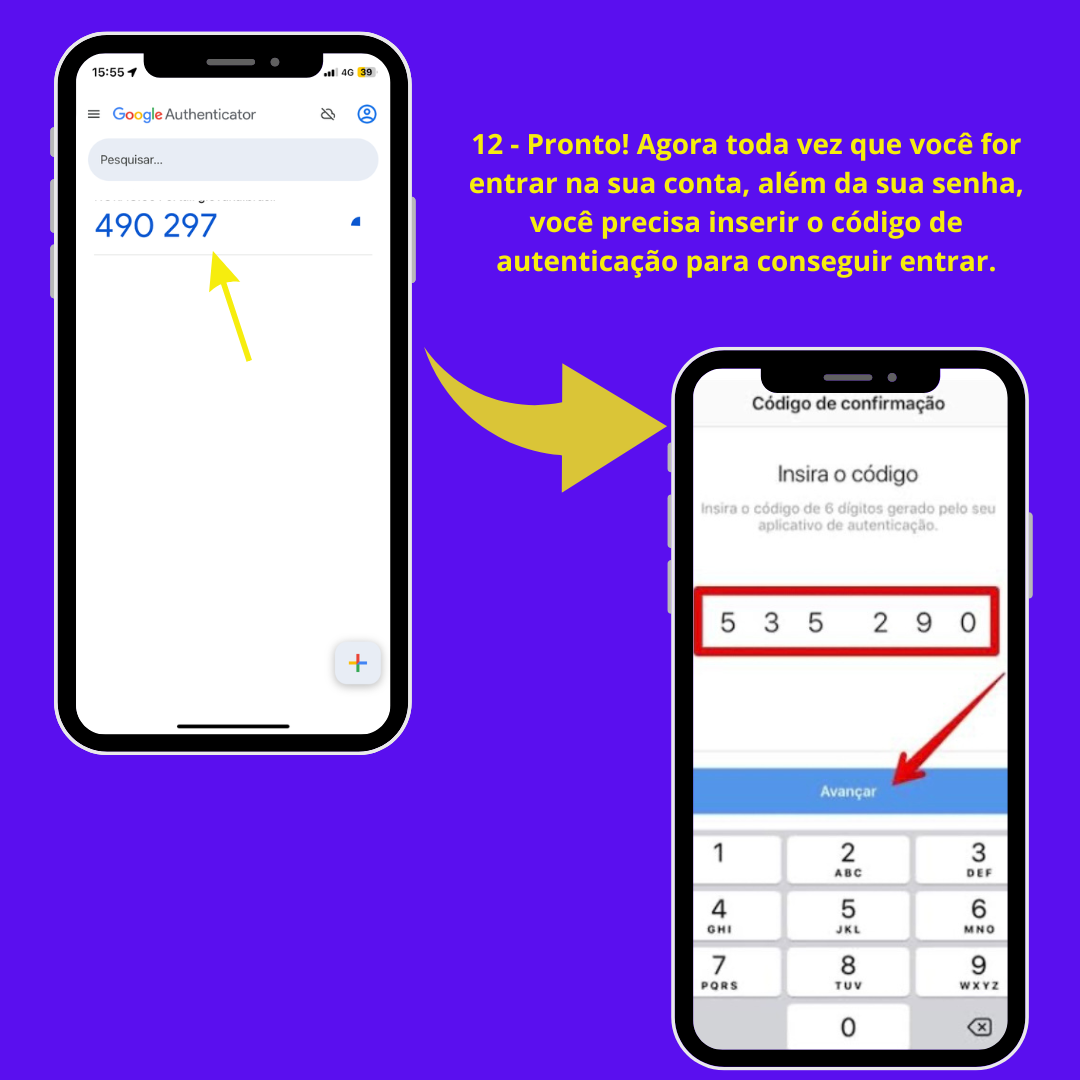 15:55
4G 39
Google Authenticator
Pesquisar...
490 297
12 - Pronto! Agora toda vez que você for
entrar na sua conta, além da sua senha,
você precisa inserir o código de
autenticação para conseguir entrar.
Código de confirmação
Insira o código
Insira o código de 6 dígitos gerado pelo seu
aplicativo de autenticação.
5 3 5 2 9 0
Avançar
1 2 3
ABC DEF
4 5 6
GHI JKL MNO
7 8 9
PQRS TUV WXYZ
0